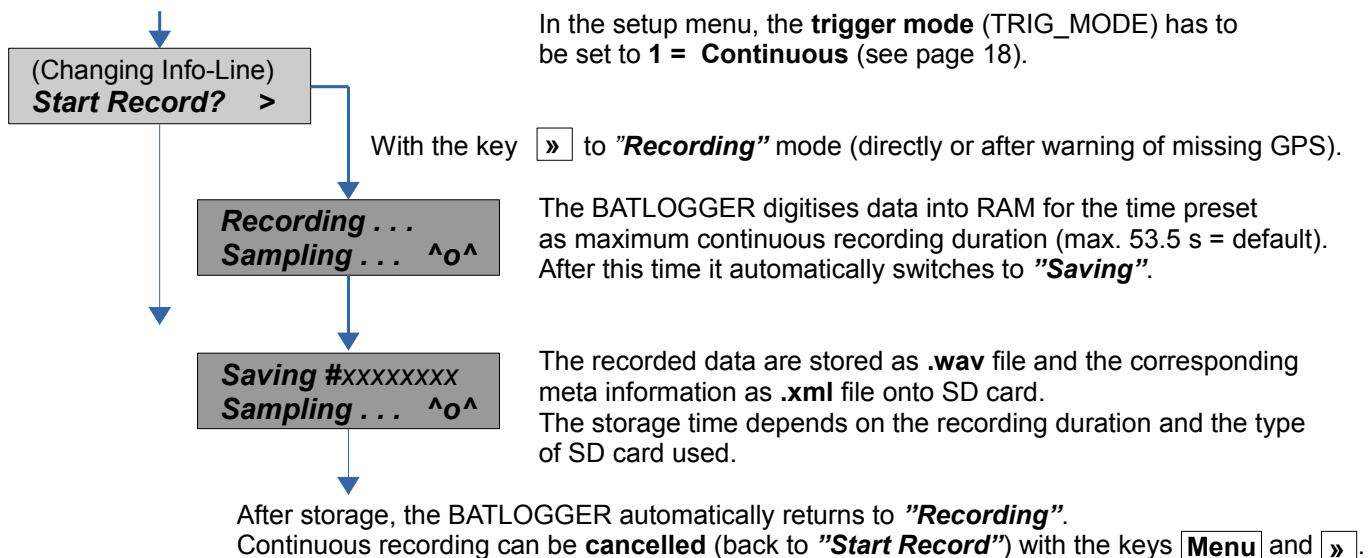 In the setup menu, the trigger mode (TRIG_MODE) has to
be set to 1 = Continuous (see page 18).
(Changing Info-Line)
Start Record? >
With the key » to "Recording" mode (directly or after warning of missing GPS).
Recording . . .
Sampling . . . ^o^
The BATLOGGER digitises data into RAM for the time preset
as maximum continuous recording duration (max. 53.5 s = default).
After this time it automatically switches to "Saving".
Saving #xxxxxxxx
Sampling . . . ^o^
The recorded data are stored as .wav file and the corresponding
meta information as .xml file onto SD card.
The storage time depends on the recording duration and the type
of SD card used.
After storage, the BATLOGGER automatically returns to "Recording".
Continuous recording can be cancelled (back to "Start Record") with the keys Menu and »